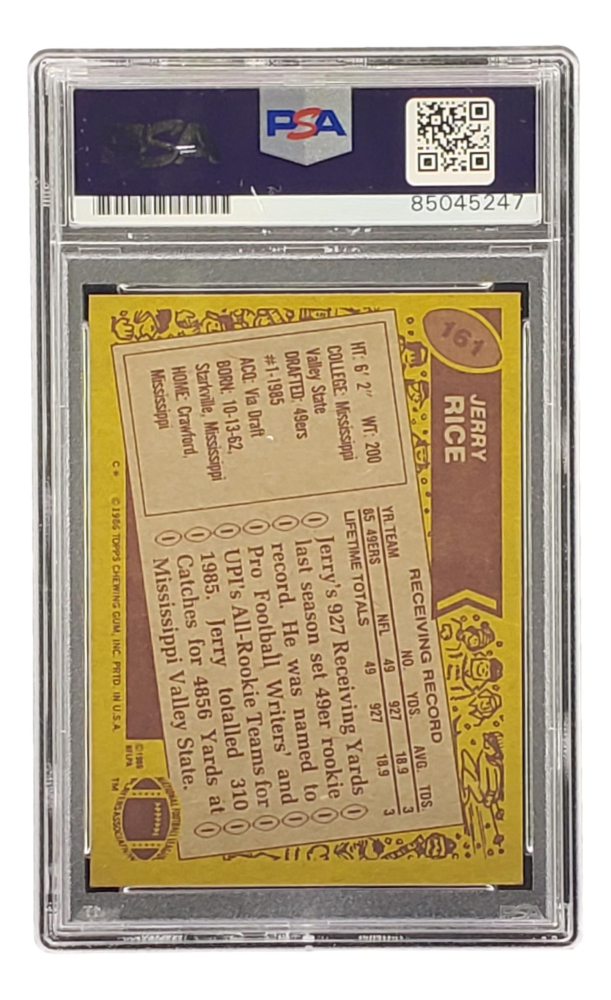 PSA
85045247
161
JERRY
RICE
HT: 6' 2" WT: 200
COLLEGE: Mississippi
Valley State
DRAFTED: 49ers
#1-1985
ACQ: Via Draft
BORN: 10-13-62,
Starkville, Mississippi
HOME: Crawford,
Mississippi
RECEIVING RECORD
YR. TEAM NO. YDS. AVG. TDS.
85 49ERS NFL 49 927 18.9 3
LIFETIME TOTALS 49 927 18.9 3
Jerry's 927 Receiving Yards
last season set 49er rookie
record. He was named to
Pro Football Writers' and
UPI's All-Rookie Teams for
1985. Jerry totalled 310
Catches for 4856 Yards at
Mississippi Valley State.
C* © 1986 TOPPS CHEWING GUM, INC. PRTD. IN U.S.A.
© 1986
NFLPA
TM
PSA